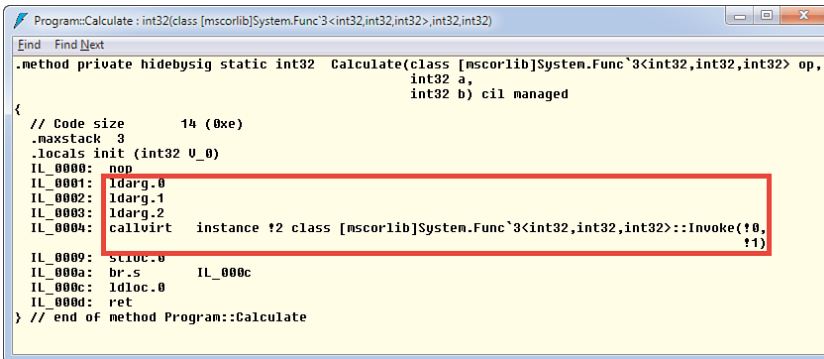 Program::Calculate : int32(class [mscorlib]System.Func`3<int32,int32,int32>,int32,int32)
Find Find Next
.method private hidebysig static int32 Calculate(class [mscorlib]System.Func`3<int32,int32,int32> op,
int32 a,
int32 b) cil managed
{
// Code size 14 (0xe)
.maxstack 3
.locals init (int32 V_0)
IL_0000: nop
IL_0001: ldarg.0
IL_0002: ldarg.1
IL_0003: ldarg.2
IL_0004: callvirt instance !2 class [mscorlib]System.Func`3<int32,int32,int32>::Invoke(!0,
!1)
IL_0009: stloc.0
IL_000a: br.s IL_000c
IL_000c: ldloc.0
IL_000d: ret
} // end of method Program::Calculate